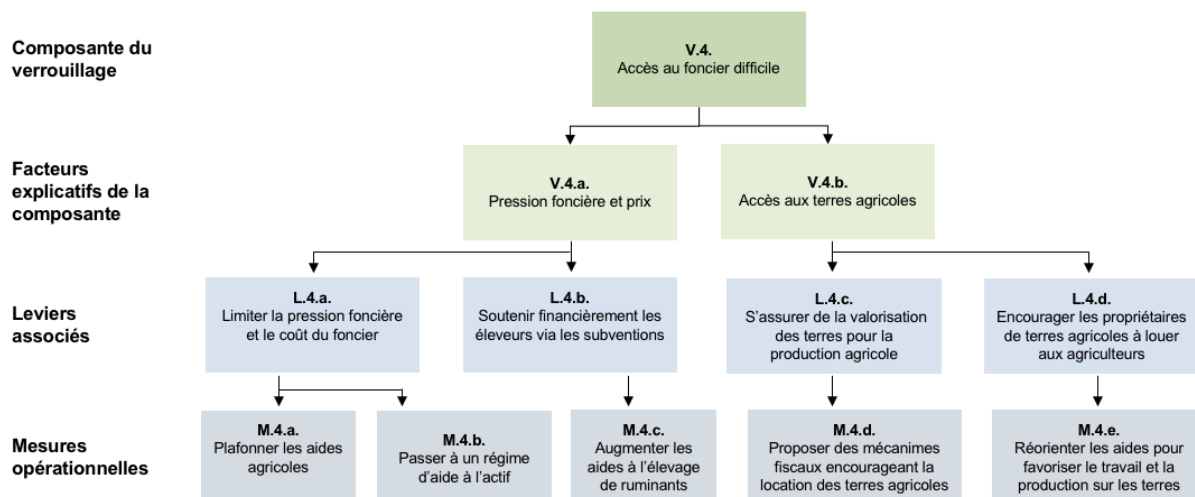 Composante du
verrouillage
V.4.
Accès au foncier difficile
Facteurs
explicatifs de la
composante
V.4.a.
Pression foncière et prix
V.4.b.
Accès aux terres agricoles
Leviers
associés
L.4.a.
Limiter la pression foncière
et le coût du foncier
L.4.b.
Soutenir financièrement les
éleveurs via les subventions
L.4.c.
S’assurer de la valorisation
des terres pour la
production agricole
L.4.d.
Encourager les propriétaires
de terres agricoles à louer
aux agriculteurs
Mesures
opérationnelles
M.4.a.
Plafonner les aides
agricoles
M.4.b.
Passer à un régime
d’aide à l’actif
M.4.c.
Augmenter les
aides à l’élevage de
ruminants
M.4.d.
Proposer des mécanimes
fiscaux encourageant la
location des terres agricoles
M.4.e.
Réorienter les aides pour
favoriser le travail et la
production sur les terres